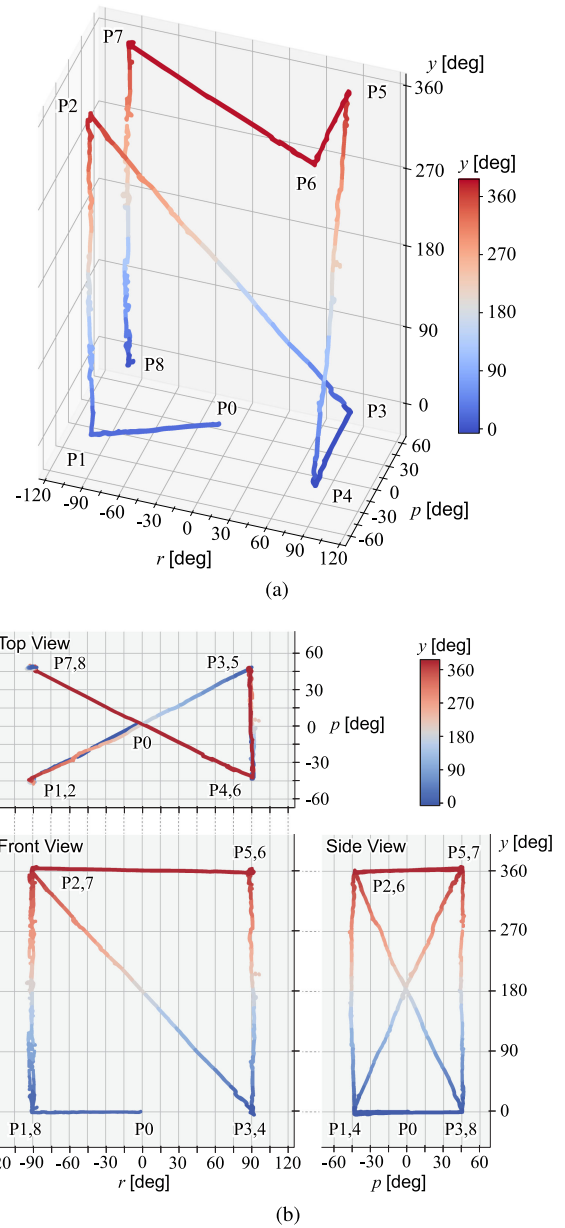 P7
y [deg]
P5
360
P2
y [deg]
P6
270
360
270
180
180
90
90
0
P8
P0
0
P3
60
P1
P4
30
0
-30
p [deg]
-60
-120
-90
-60
-30
0
30
60
90
120
r [deg]
(a)
Top View
P7,8
P3,5
60
y [deg]
30
360
P0
0
p [deg]
270
180
-30
90
P1,2
P4,6
-60
0
Front View
P5,6
Side View
P5,7
y [deg]
P2,7
P2,6
360
270
180
90
0
P1,8
P0
P3,4
P1,4
P0
P3,8
20 -90 -60 -30 0 30 60 90 120
-60 -30 0 30 60
r [deg]
p [deg]
(b)